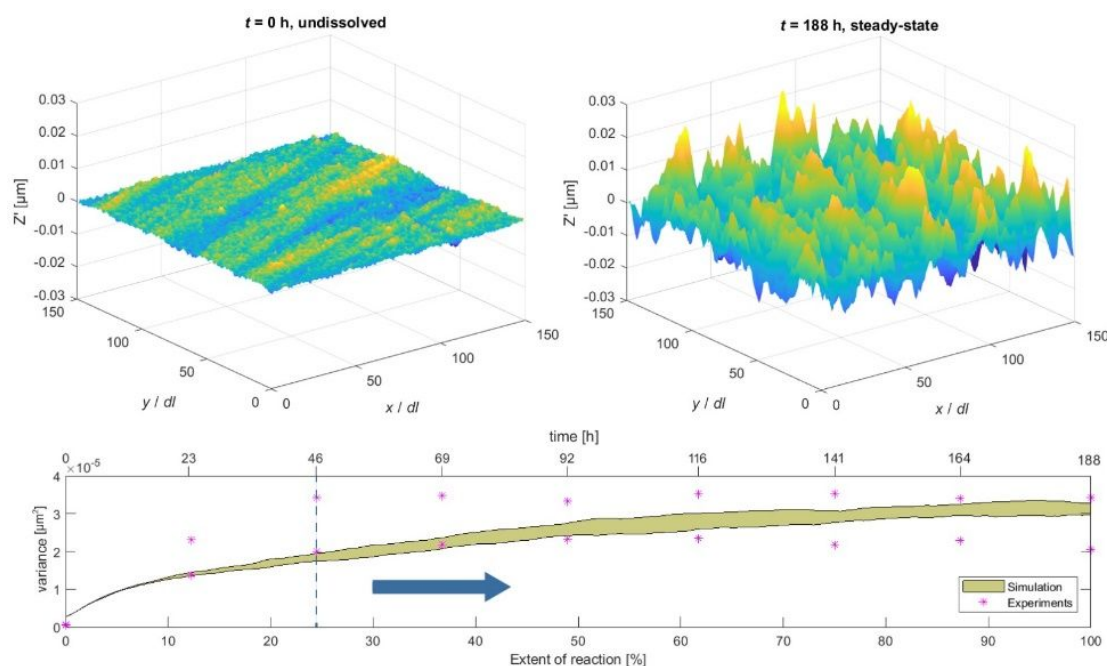 t = 0 h, undissolved
t = 188 h, steady-state
0.03
0.02
0.01
0
-0.01
-0.02
-0.03
Z' [µm]
150
100
50
0
y / dl
0
50
100
150
x / dl
0.03
0.02
0.01
0
-0.01
-0.02
-0.03
Z' [µm]
150
100
50
0
y / dl
0
50
100
150
x / dl
time [h]
0 23 46 69 92 116 141 164 188
×10⁻⁵
4
3
2
1
0
variance [µm²]
Simulation
Experiments
0 10 20 30 40 50 60 70 80 90 100
Extent of reaction [%]